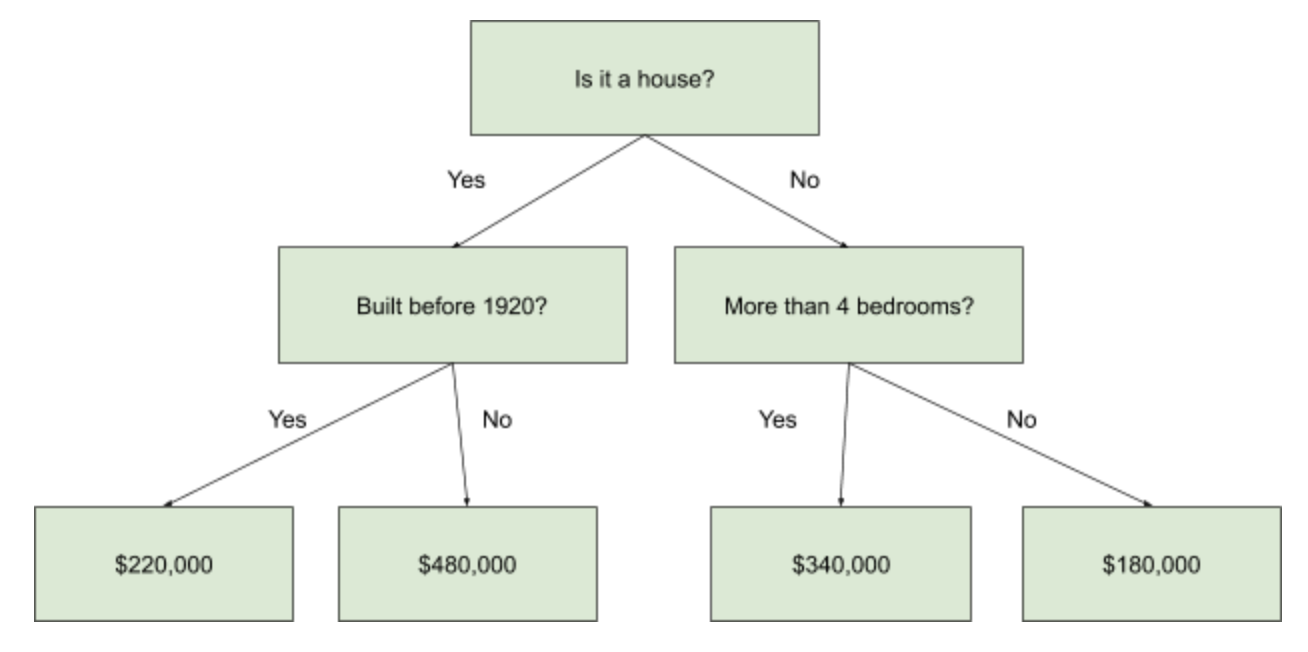 Is it a house?
Yes
No
Built before 1920?
More than 4 bedrooms?
Yes
No
Yes
No
$220,000
$480,000
$340,000
$180,000